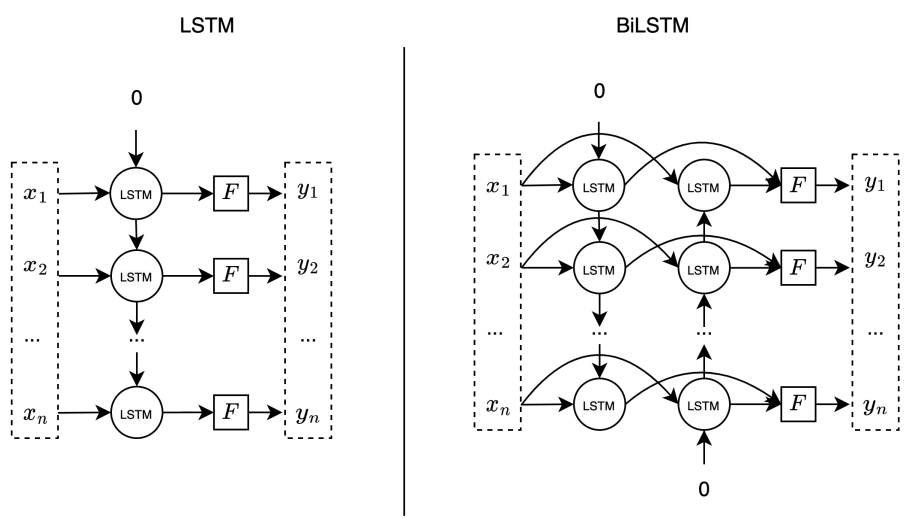 LSTM
0
x1 LSTM F y1
x2 LSTM F y2
... ... ...
xn LSTM F yn
BiLSTM
0
x1 LSTM LSTM F y1
x2 LSTM LSTM F y2
... ... ... ...
xn LSTM LSTM F yn
0